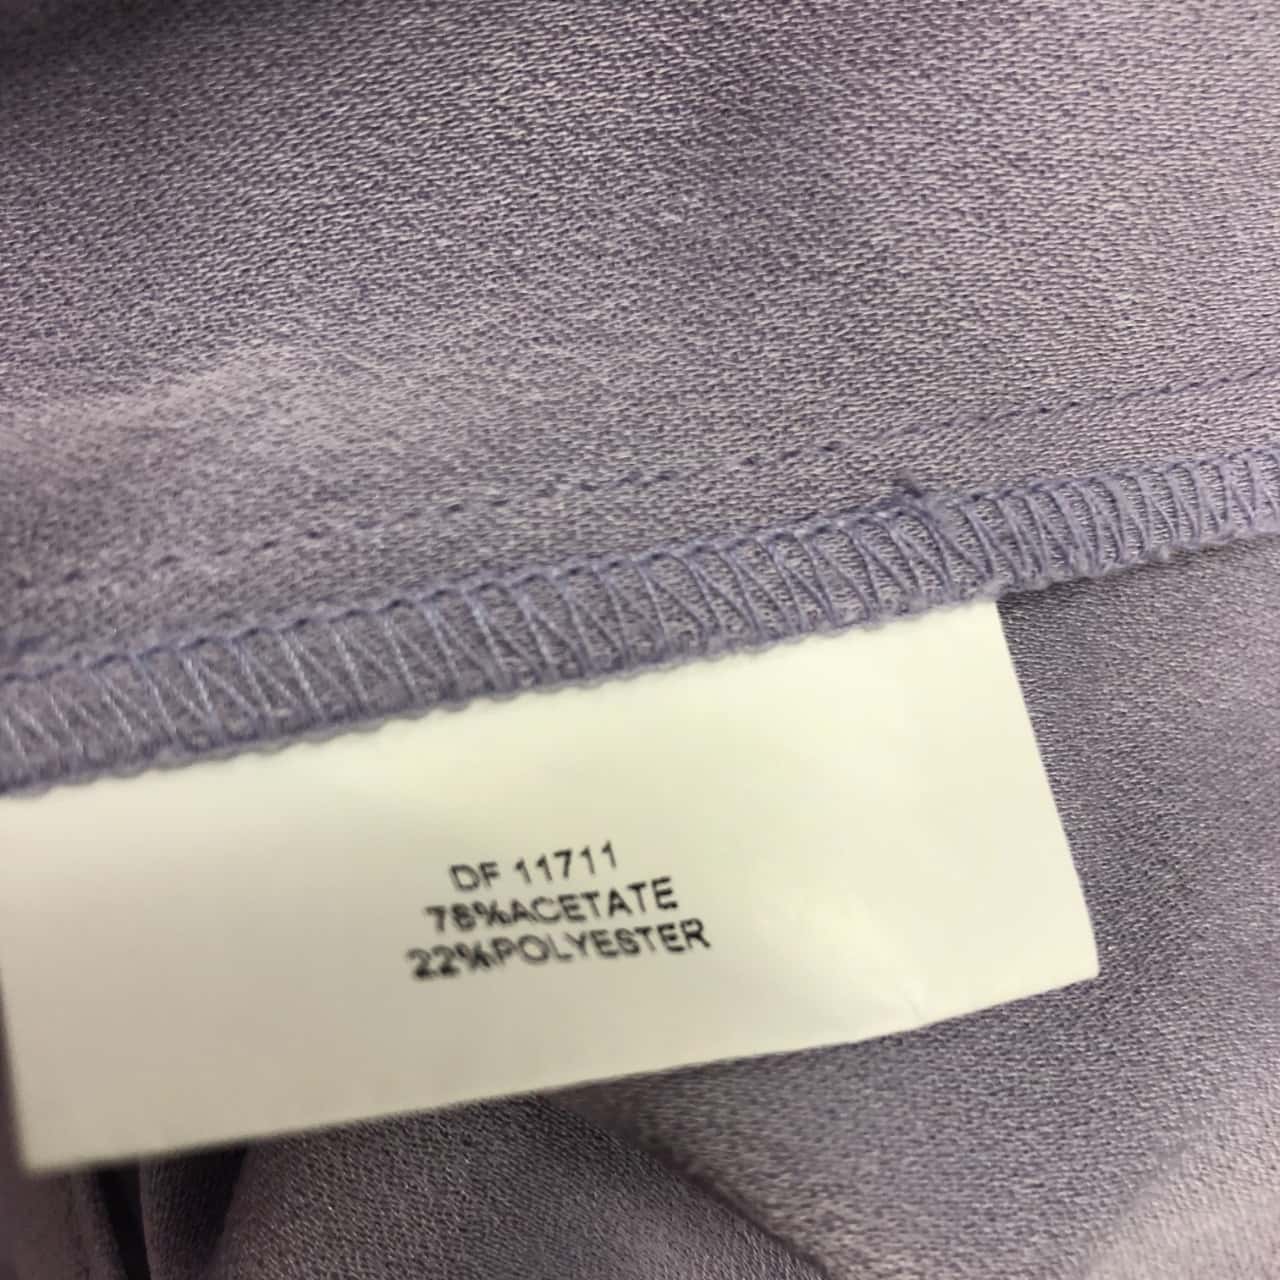 DF 11711
78%ACETATE
22%POLYESTER